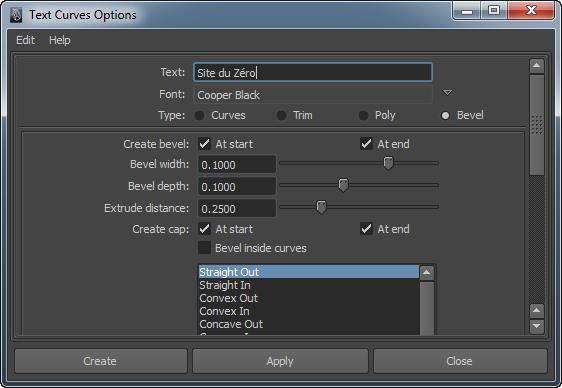 Text Curves Options
Edit Help
Text: Site du Zéro
Font: Cooper Black
Type: Curves Trim Poly Bevel
Create bevel: At start At end
Bevel width: 0.1000
Bevel depth: 0.1000
Extrude distance: 0.2500
Create cap: At start At end
Bevel inside curves
Straight Out
Straight In
Convex Out
Convex In
Concave Out
Create Apply Close